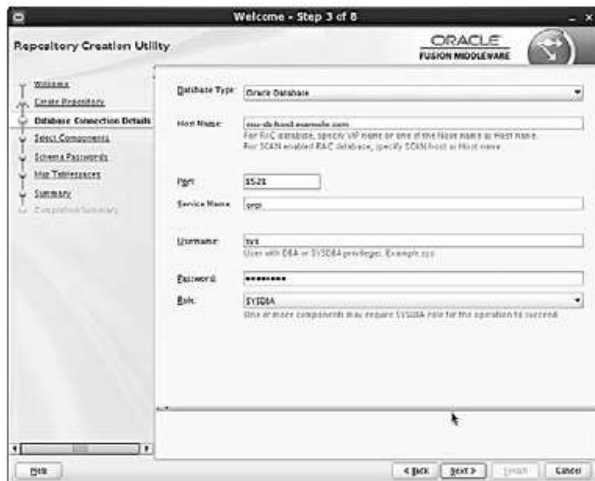 Welcome - Step 3 of 8
Repository Creation Utility
ORACLE
FUSION MIDDLEWARE
Welcome
Create Repository
Database Connection Details
Select Components
Schema Passwords
Map Tablespaces
Summary
Completion Summary
Database Type: Oracle Database
Host Name: .example.com
For RAC database, specify VIP name or one of the Node name as Host name.
For SCAN enabled RAC database, specify SCAN host as Host name.
Port:
Service Name: orcl
Username: sys
User with DBA or SYSDBA privileges. Example:sys
Password: ••••••••
Role: SYSDBA
One or more components may require SYSDBA role for the operation to succeed.
Help
< Back
Next >
Finish
Cancel